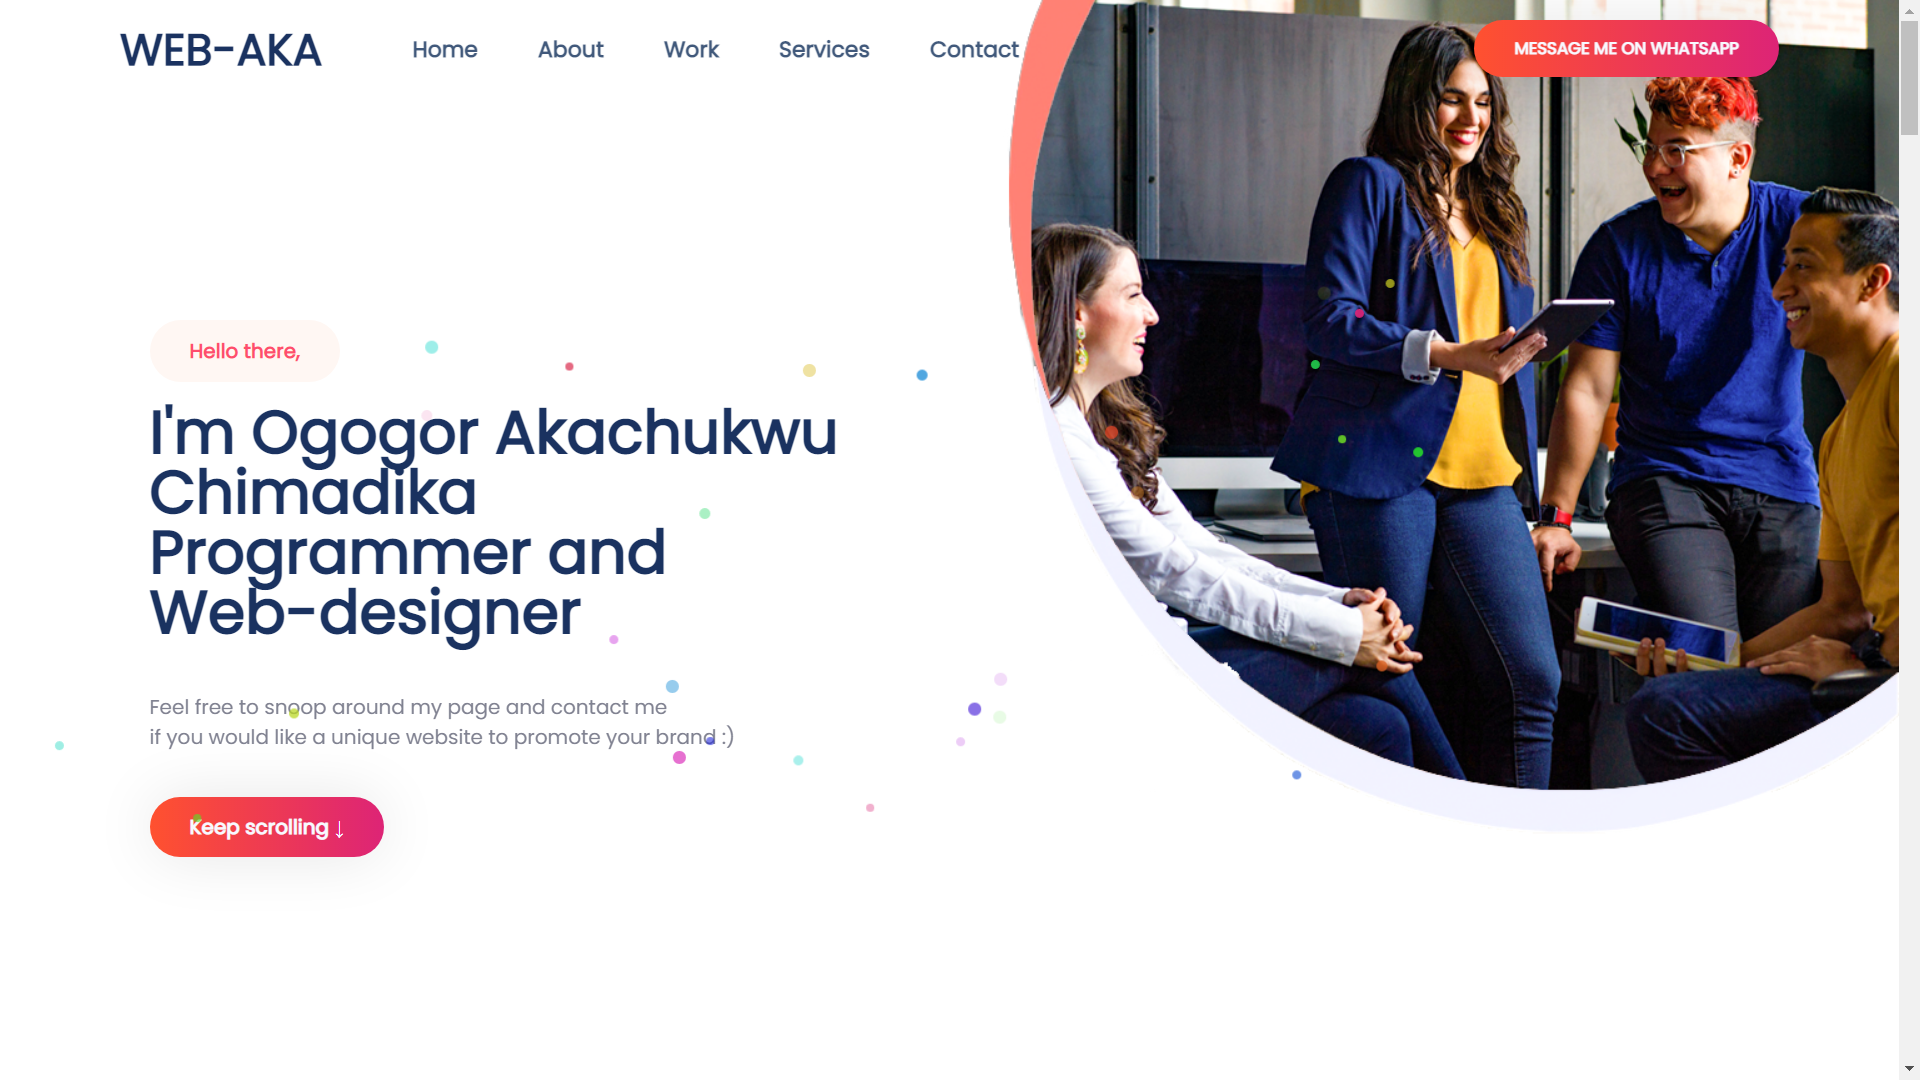 WEB-AKA
Home
About
Work
Services
Contact
MESSAGE ME ON WHATSAPP
Hello there,
I'm Ogogor Akachukwu
Chimadika
Programmer and
Web-designer
Feel free to snoop around my page and contact me
if you would like a unique website to promote your brand :)
Keep scrolling ↓